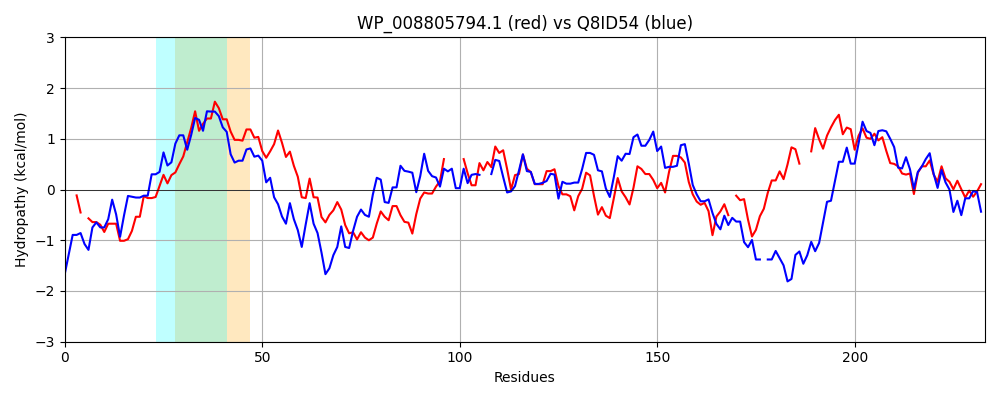 WP_008805794.1 (red) vs Q8ID54 (blue)
3
2
1
0
−1
−2
−3
Hydropathy (kcal/mol)
0 50 100 150 200
Residues